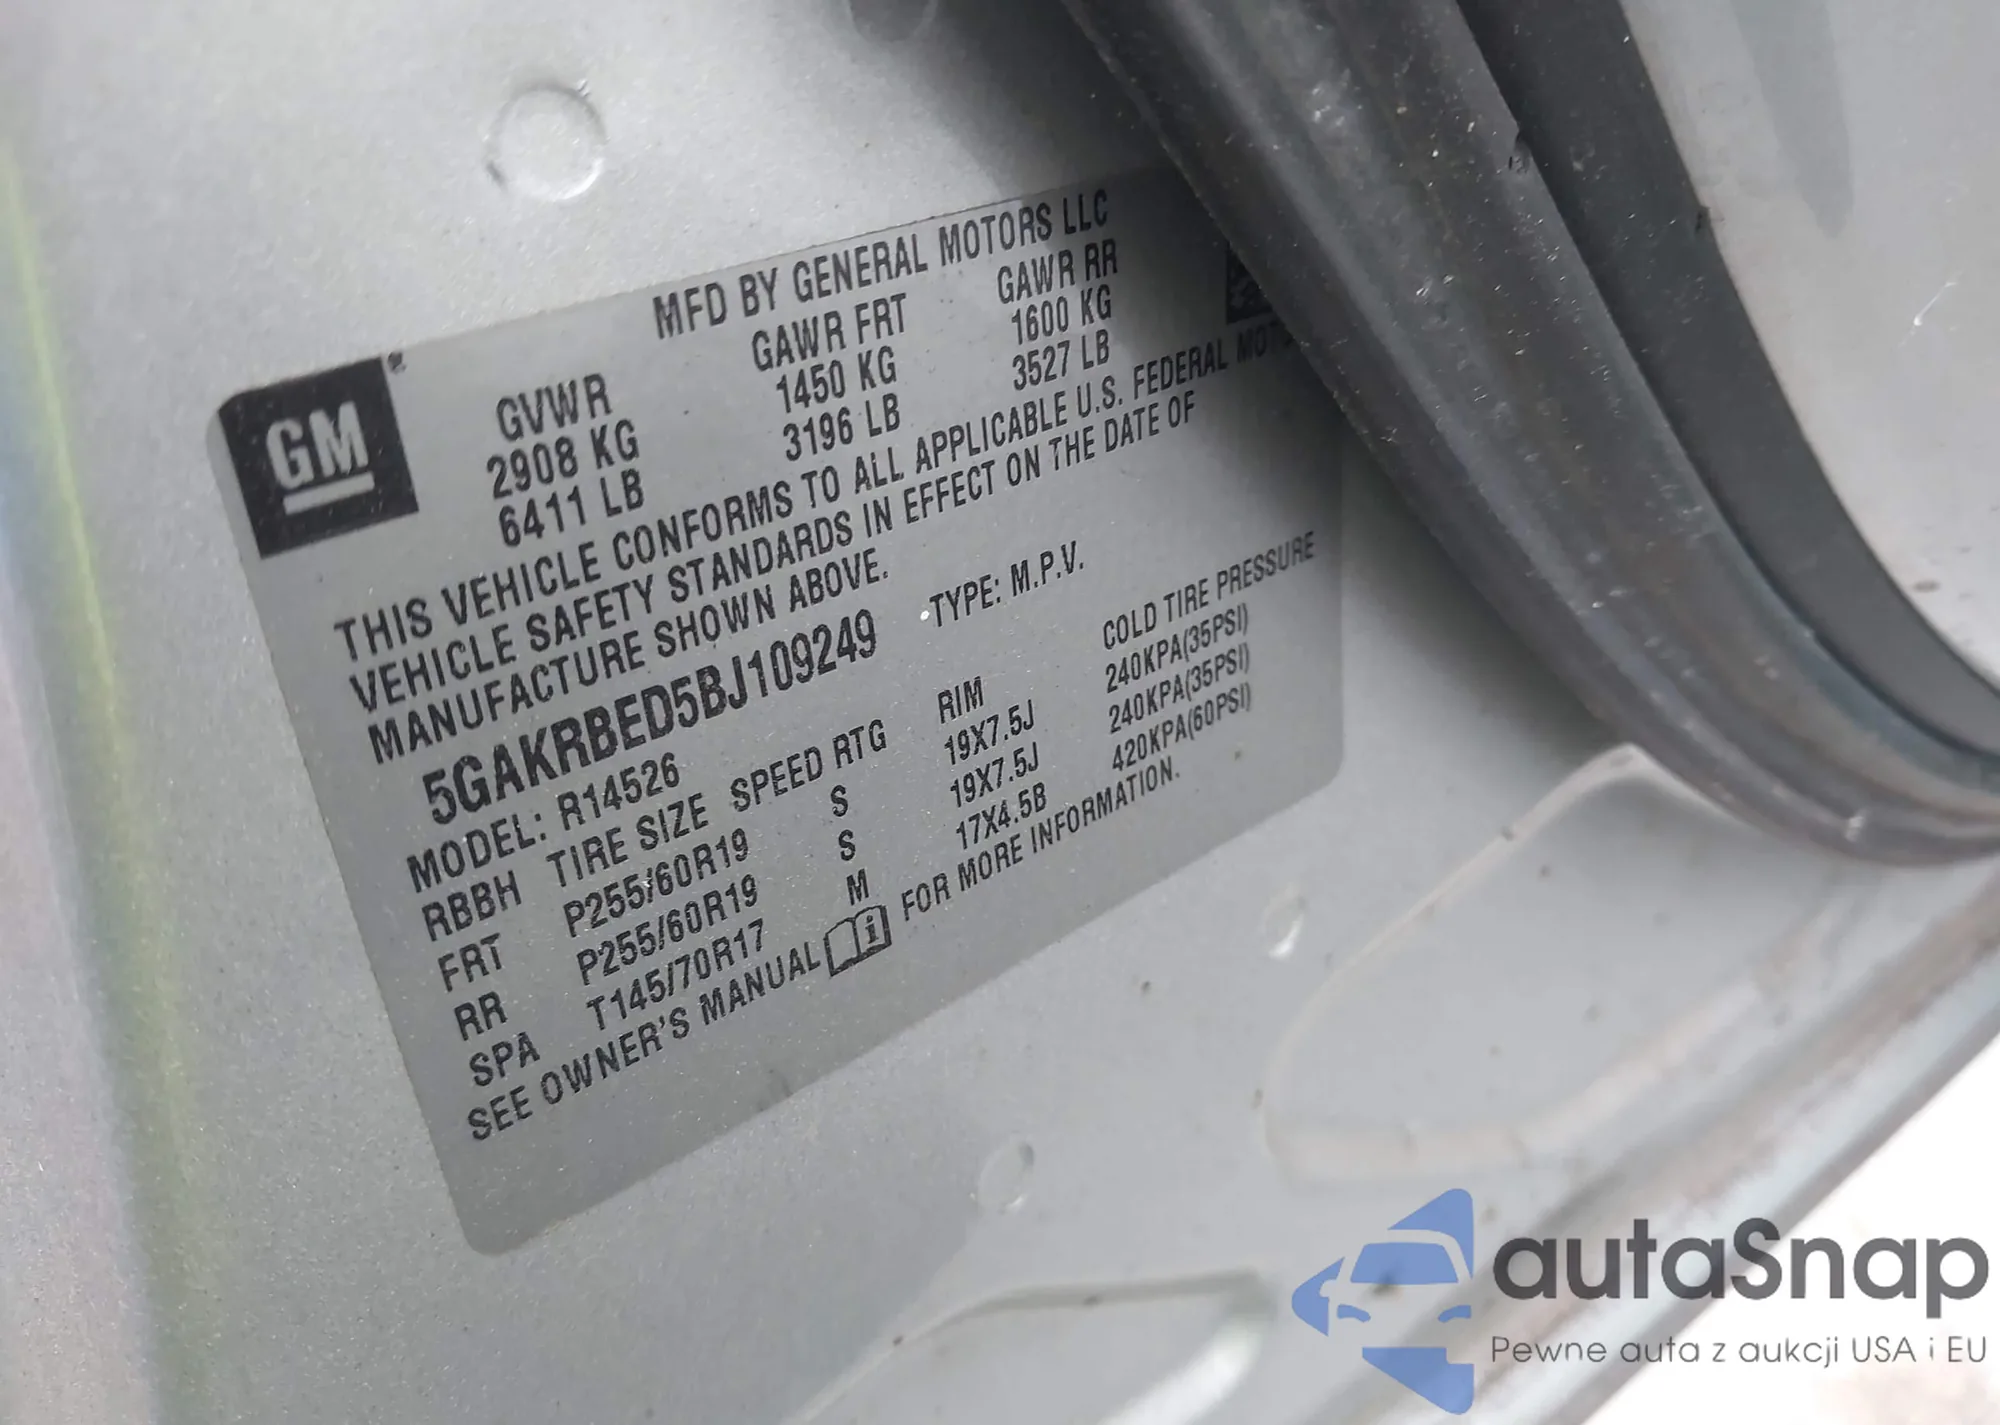 MFD BY GENERAL MOTORS LLC
GM®
GVWR GAWR FRT GAWR RR
2908 KG 1450 KG 1600 KG
6411 LB 3196 LB 3527 LB
THIS VEHICLE CONFORMS TO ALL APPLICABLE U.S. FEDERAL
VEHICLE SAFETY STANDARDS IN EFFECT ON THE DATE OF
MANUFACTURE SHOWN ABOVE.
5GAKRBED5BJ109249 TYPE: M.P.V.
MODEL: R14526
RBBH TIRE SIZE SPEED RTG RIM COLD TIRE PRESSURE
FRT P255/60R19 S 19X7.5J 240KPA(35PSI)
RR P255/60R19 S 19X7.5J 240KPA(35PSI)
SPA T145/70R17 M 17X4.5B 420KPA(60PSI)
SEE OWNER'S MANUAL FOR MORE INFORMATION.
autaSnap
Pewne auta z aukcji USA i EU